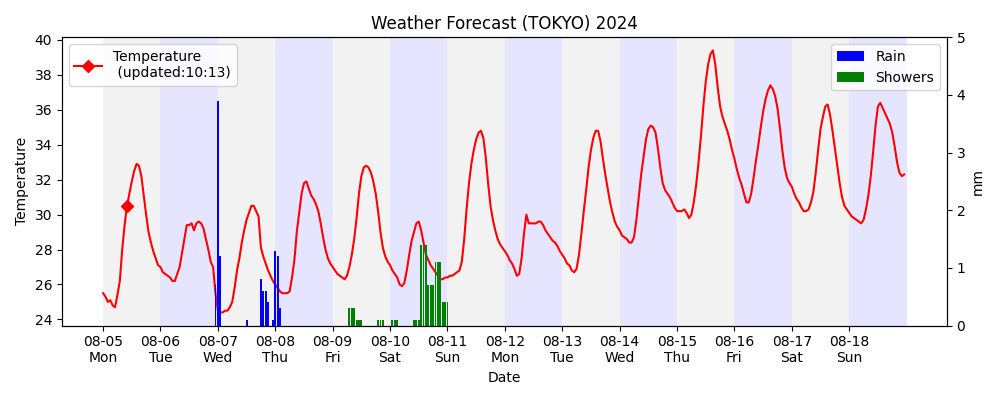 Weather Forecast (TOKYO) 2024
Temperature
(updated:10:13)
Rain
Showers
40
38
36
34
32
30
28
26
24
Temperature
5
4
3
2
1
0
mm
08-05 08-06 08-07 08-08 08-09 08-10 08-11 08-12 08-13 08-14 08-15 08-16 08-17 08-18
Mon Tue Wed Thu Fri Sat Sun Mon Tue Wed Thu Fri Sat Sun
Date